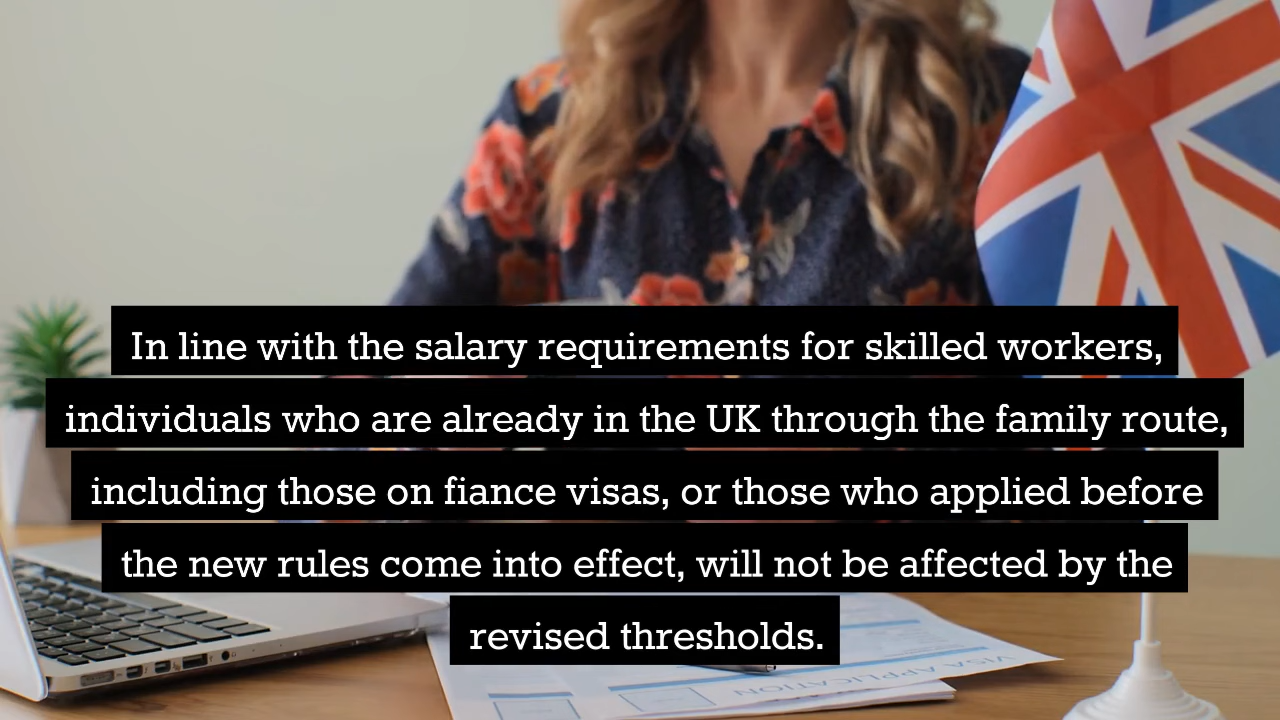 In line with the salary requirements for skilled workers,
individuals who are already in the UK through the family route,
including those on fiance visas, or those who applied before
the new rules come into effect, will not be affected by the
revised thresholds.
VISA APPLICATION